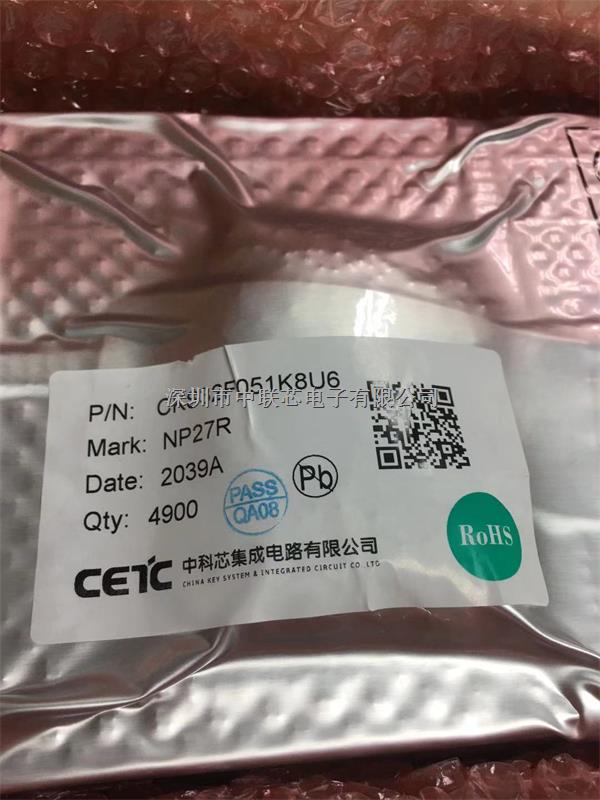 深圳市中联芯电子有限公司
P/N:
Mark: NP27R
Date: 2039A
Qty: 4900
PASS
QA08
Pb
RoHS
CETC 中科芯集成电路有限公司
CHINA KEY SYSTEM & INTEGRATED CIRCUIT CO. LTD